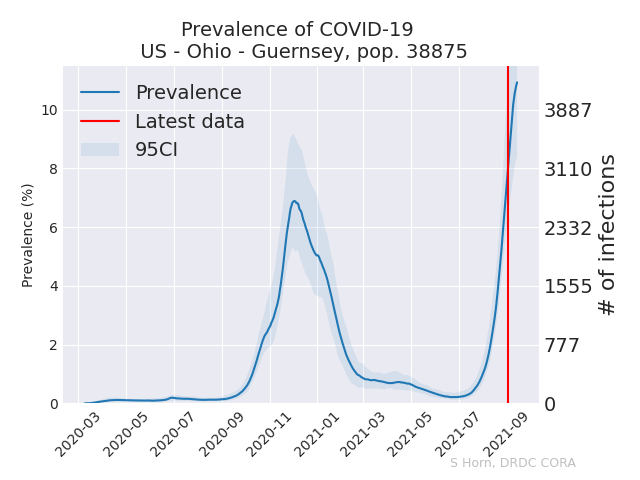 Prevalence of COVID-19
US - Ohio - Guernsey, pop. 38875
Prevalence
Latest data
95CI
Prevalence (%)
10
8
6
4
2
0
3887
3110
2332
1555
777
0
# of infections
2020-03
2020-05
2020-07
2020-09
2020-11
2021-01
2021-03
2021-05
2021-07
2021-09
S Horn, DRDC CORA